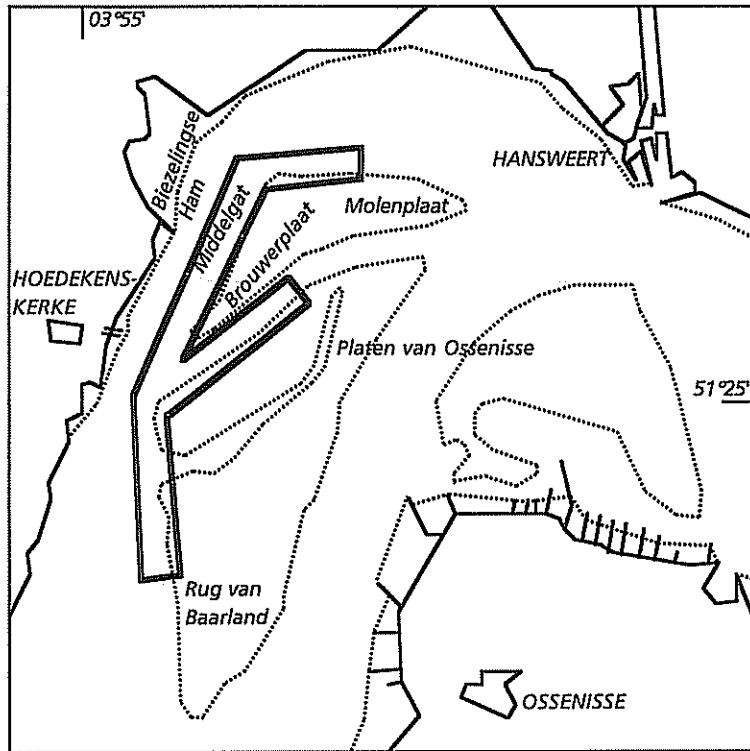 03°55'
Biezelingse
Ham
HANSWEERT
Middelgat
Molenplaat
Brouwerplaat
HOEDEKENS-
KERKE
Platen van Ossenisse
51°25'
Rug van
Baarland
OSSENISSE